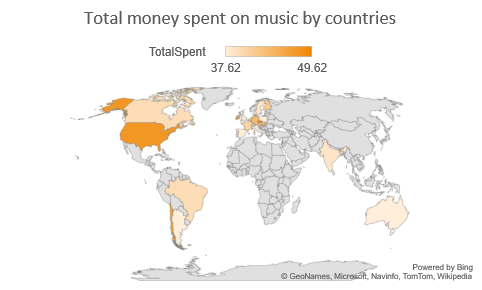 Total money spent on music by countries
TotalSpent
37.62 49.62
Powered by Bing
© GeoNames, Microsoft, Navinfo, TomTom, Wikipedia